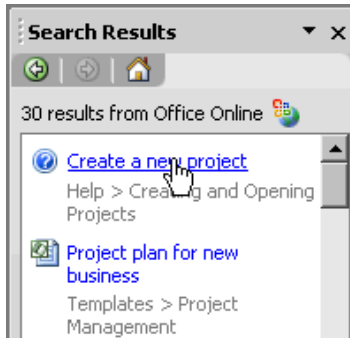 Search Results
30 results from Office Online
Create a new project
Help > Creating and Opening
Projects
Project plan for new
business
Templates > Project
Management